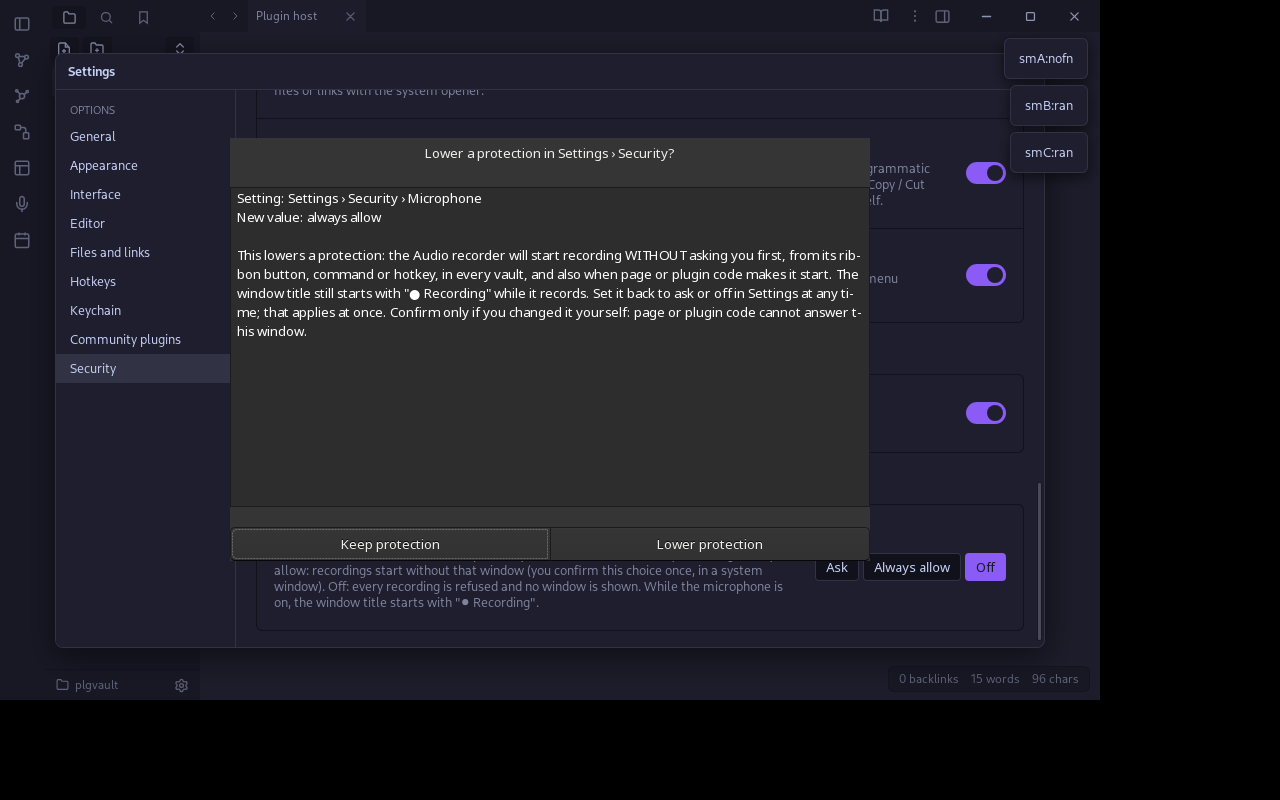 Plugin host
smA:nofn
Settings
files or links with the system opener.
smB:ran
OPTIONS
General
smC:ran
Lower a protection in Settings › Security?
Appearance
grammatic
Copy / Cut
Interface
elf.
Setting: Settings › Security › Microphone
New value: always allow
Editor
Files and links
This lowers a protection: the Audio recorder will start recording WITHOUT asking you first, from its rib-
bon button, command or hotkey, in every vault, and also when page or plugin code makes it start. The
window title still starts with "● Recording" while it records. Set it back to ask or off in Settings at any ti-
me; that applies at once. Confirm only if you changed it yourself: page or plugin code cannot answer t-
his window.
menu
Hotkeys
Keychain
Community plugins
Security
Keep protection
Lower protection
allow: recordings start without that window (you confirm this choice once, in a system
window). Off: every recording is refused and no window is shown. While the microphone is
on, the window title starts with "● Recording".
Ask
Always allow
Off
plgvault
0 backlinks 15 words 96 chars